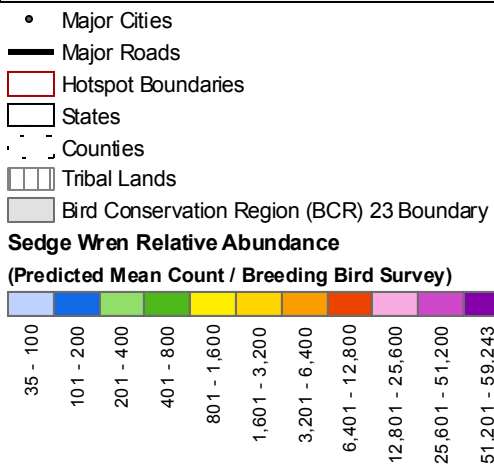 Major Cities
Major Roads
Hotspot Boundaries
States
Counties
Tribal Lands
Bird Conservation Region (BCR) 23 Boundary
Sedge Wren Relative Abundance
(Predicted Mean Count / Breeding Bird Survey)
35 - 100
101 - 200
201 - 400
401 - 800
801 - 1,600
1,601 - 3,200
3,201 - 6,400
6,401 - 12,800
12,801 - 25,600
25,601 - 51,200
51,201 - 59,243